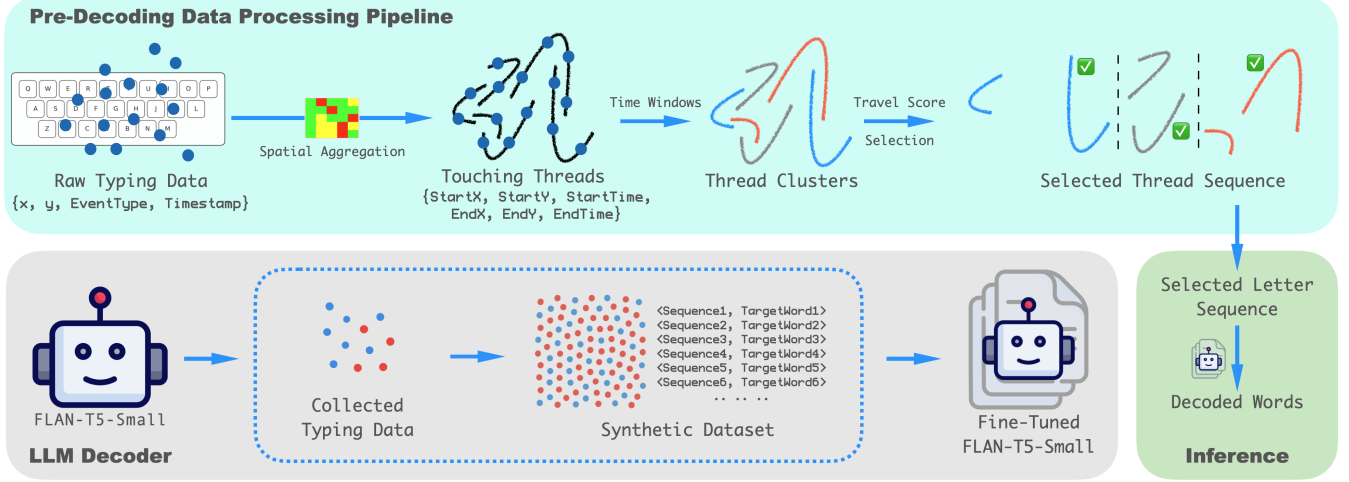 Pre-Decoding Data Processing Pipeline
Q W E R U I O P
A S D F G H J L
Z C B N M
Raw Typing Data
{x, y, EventType, Timestamp}
Spatial Aggregation
Touching Threads
{StartX, StartY, StartTime,
EndX, EndY, EndTime}
Time Windows
Thread Clusters
Travel Score
Selection
Selected Thread Sequence
FLAN-T5-Small
LLM Decoder
Collected
Typing Data
<Sequence1, TargetWord1>
<Sequence2, TargetWord2>
<Sequence3, TargetWord3>
<Sequence4, TargetWord4>
<Sequence5, TargetWord5>
<Sequence6, TargetWord6>
.. .. ..
Synthetic Dataset
Fine-Tuned
FLAN-T5-Small
Selected Letter
Sequence
Decoded Words
Inference